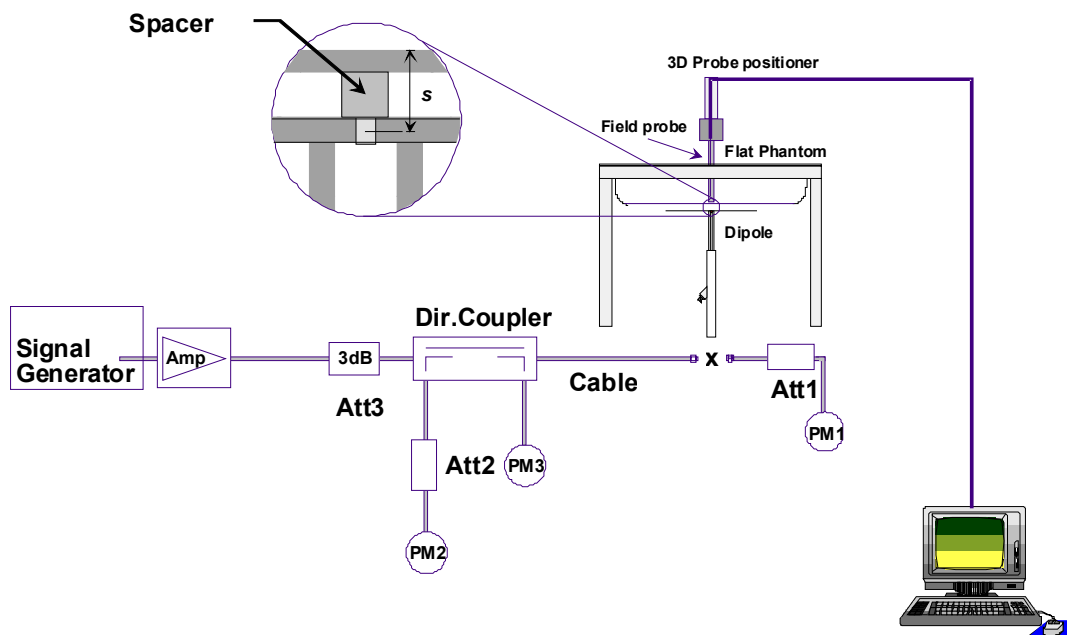 Spacer
s
3D Probe positioner
Field probe
Flat Phantom
Dipole
Signal
Generator
Amp
3dB
Att3
Dir.Coupler
Cable
x
Att1
PM1
Att2
PM3
PM2